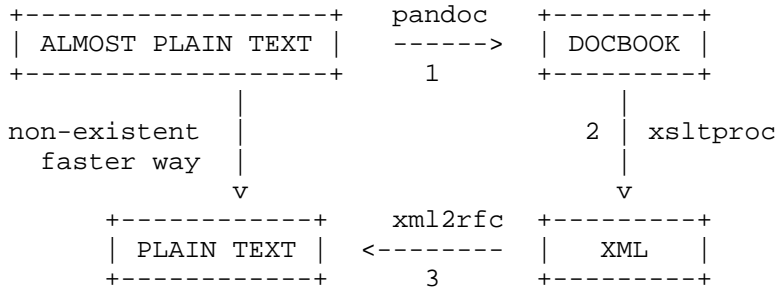 +-------------------+   pandoc   +---------+
| ALMOST PLAIN TEXT |   ------>  | DOCBOOK |
+-------------------+     1      +---------+
              |                       |
non-existent  |                     2 | xsltproc
  faster way  |                       |
              v                       v
      +------------+    xml2rfc  +---------+
      | PLAIN TEXT |  <--------  |   XML   |
      +------------+      3      +---------+